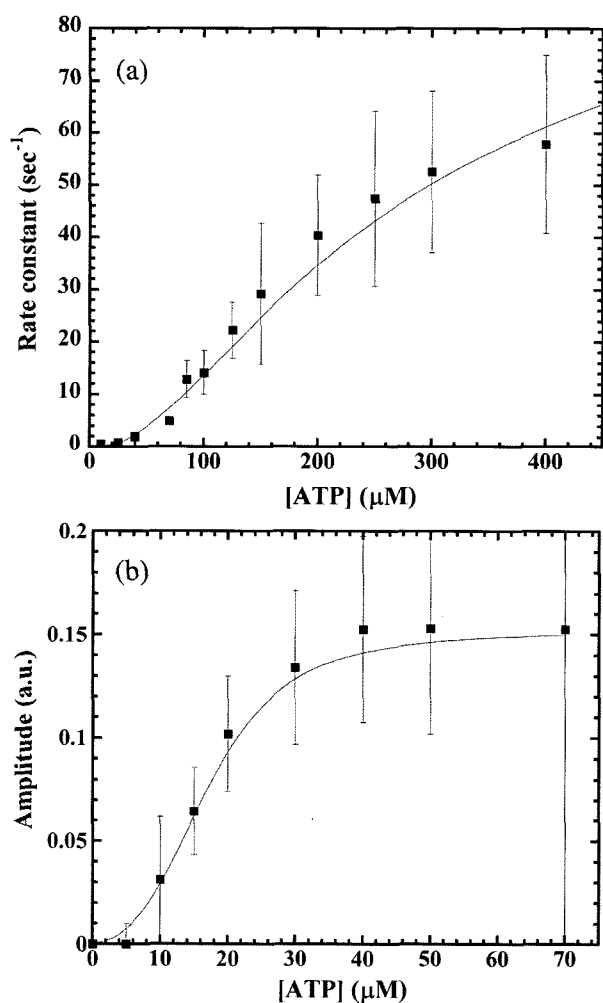 80
(a)
70
60
50
40
30
20
10
0
Rate constant (sec⁻¹)
0 100 200 300 400
[ATP] (μM)
0.2
(b)
0.15
0.1
0.05
0
Amplitude (a.u.)
0 10 20 30 40 50 60 70
[ATP] (μM)